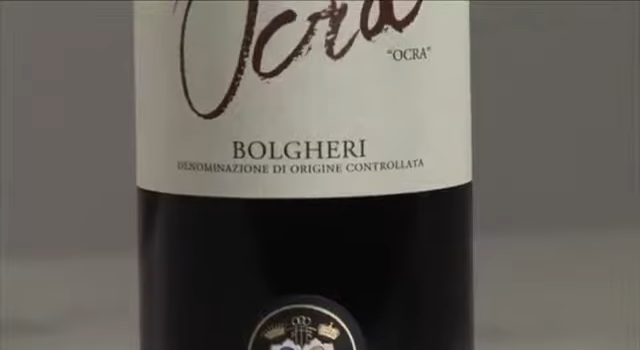 Ocra
"OCRA"
BOLGHERI
DENOMINAZIONE DI ORIGINE CONTROLLATA